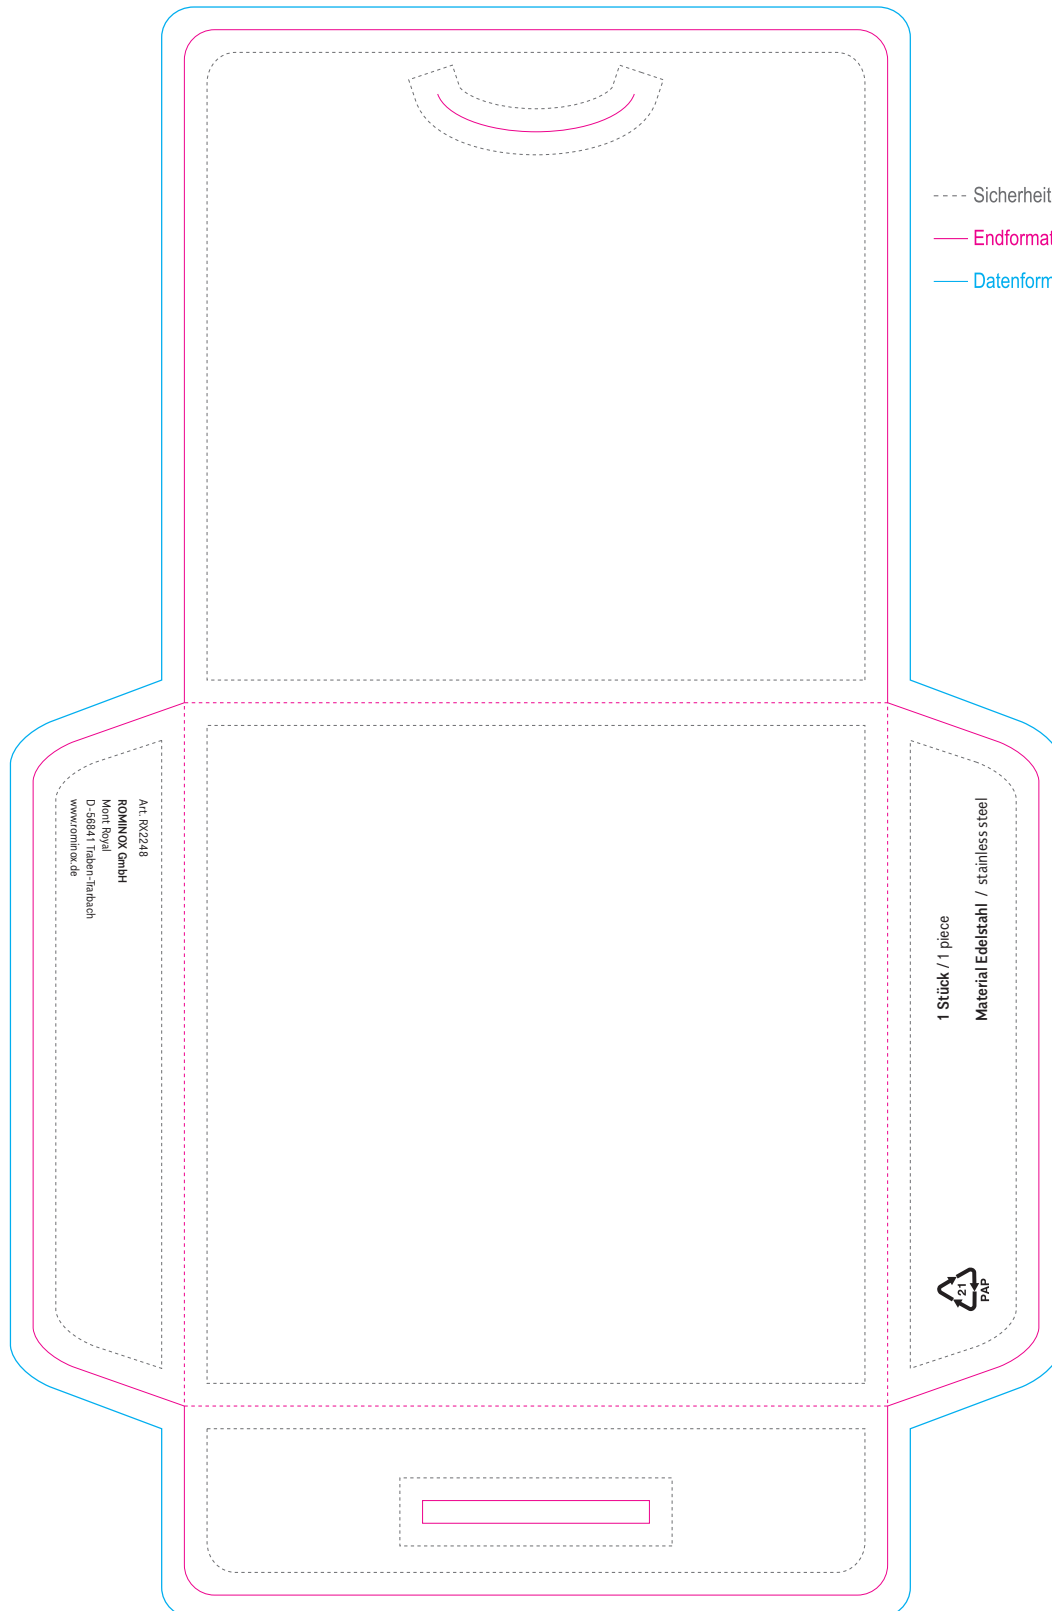 Sicherheit
Endformat
Datenform
Art. RX2248
ROMINOX GmbH
Mont Royal
D-56841 Traben-Trarbach
www.rominox.de
1 Stück / 1 piece
Material Edelstahl / stainless steel
21
PAP